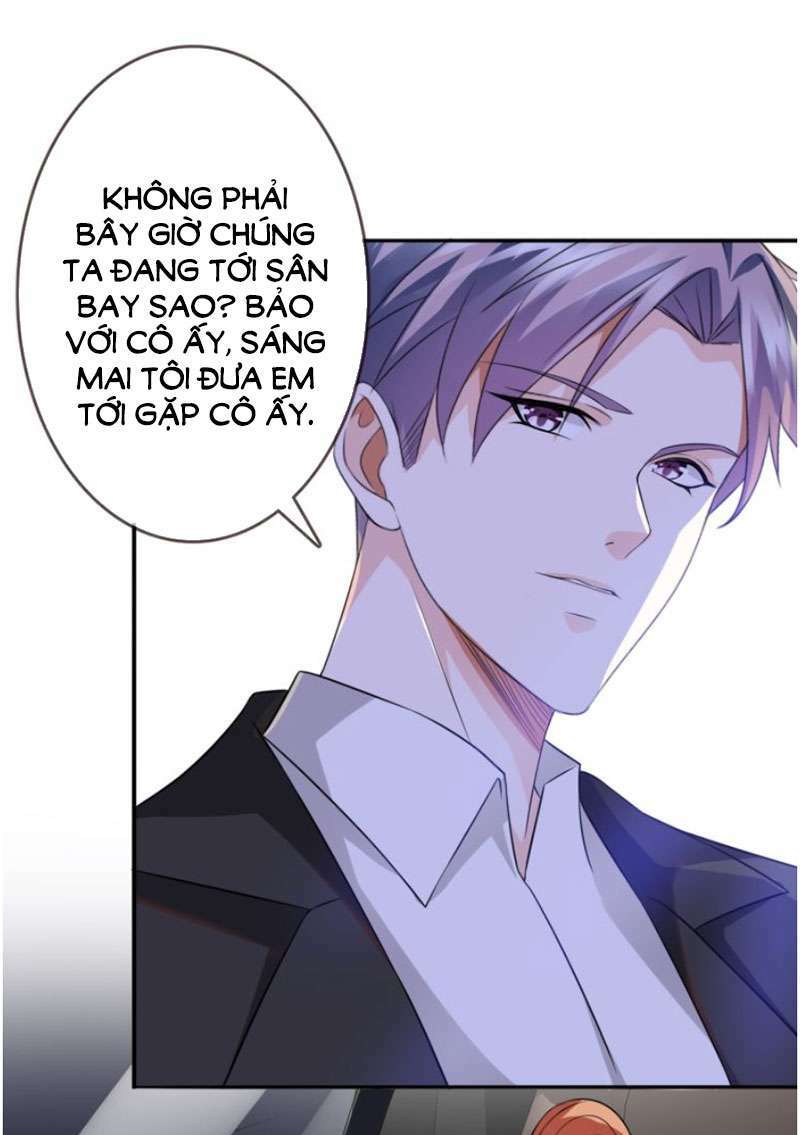 KHÔNG PHẢI
BÂY GIỜ CHÚNG
TA ĐANG TỚI SÂN
BAY SAO? BẢO
VỚI CÔ ẤY, SÁNG
MAI TÔI ĐƯA EM
TỚI GẶP CÔ ẤY.